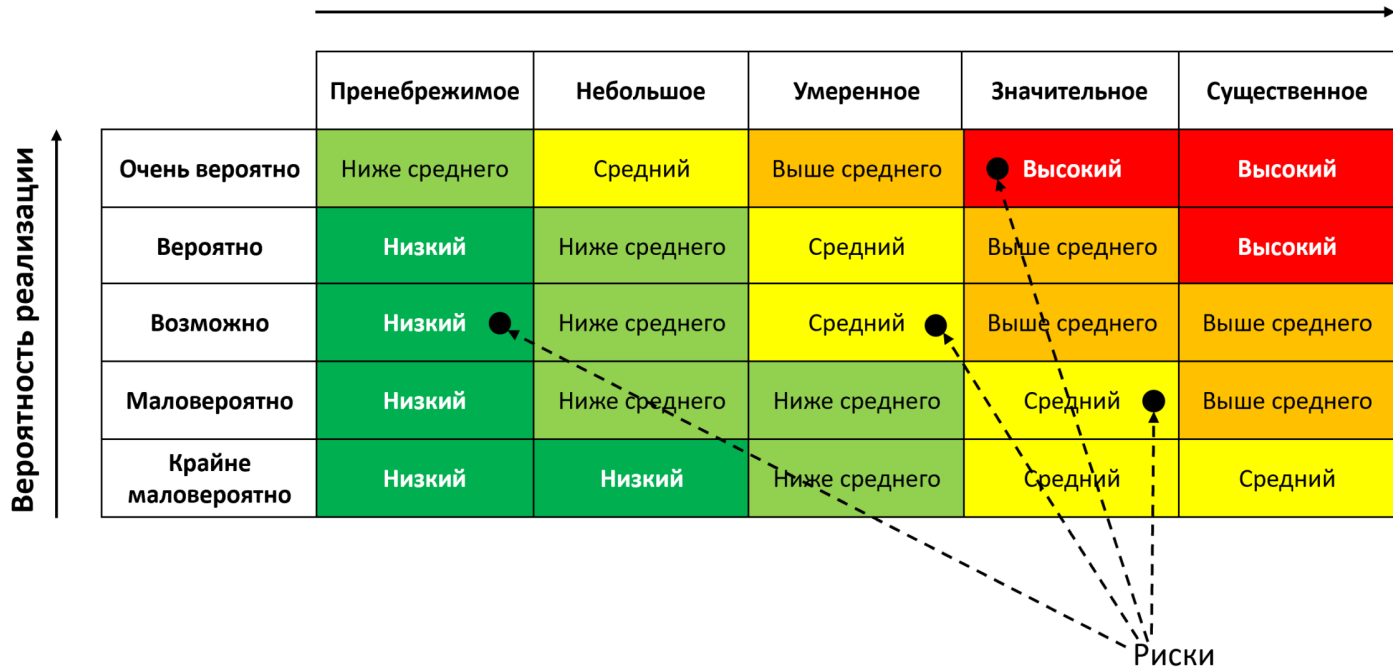 Пренебрежимое Небольшое Умеренное Значительное Существенное
Вероятность реализации
Очень вероятно Ниже среднего Средний Выше среднего Высокий Высокий
Вероятно Низкий Ниже среднего Средний Выше среднего Высокий
Возможно Низкий Ниже среднего Средний Выше среднего Выше среднего
Маловероятно Низкий Ниже среднего Ниже среднего Средний Выше среднего
Крайне
маловероятно Низкий Низкий Ниже среднего Средний Средний
Риски